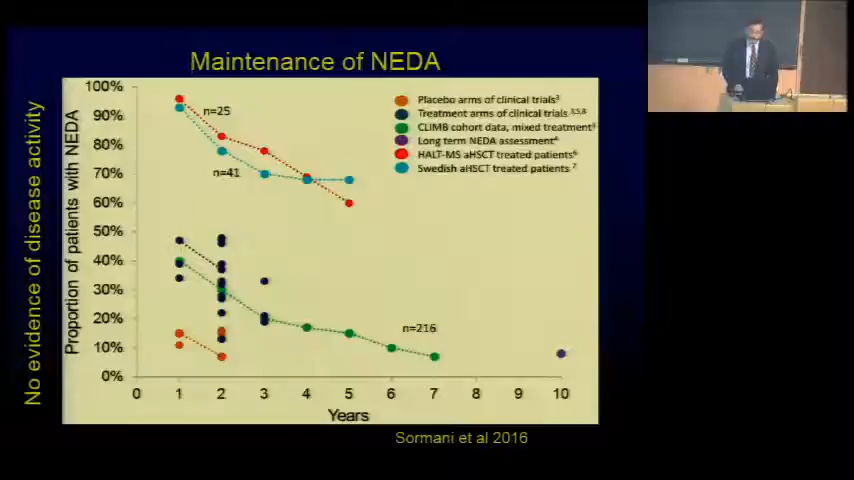 Maintenance of NEDA
No evidence of disease activity
Proportion of patients with NEDA
100%
90%
80%
70%
60%
50%
40%
30%
20%
10%
0%
n=25
n=41
n=216
Placebo arms of clinical trials³
Treatment arms of clinical trials ³,⁵,⁸
CLIMB cohort data, mixed treatment⁴
Long term NEDA assessment⁴
HALT-MS aHSCT treated patients⁶
Swedish aHSCT treated patients ⁷
0 1 2 3 4 5 6 7 8 9 10
Years
Sormani et al 2016